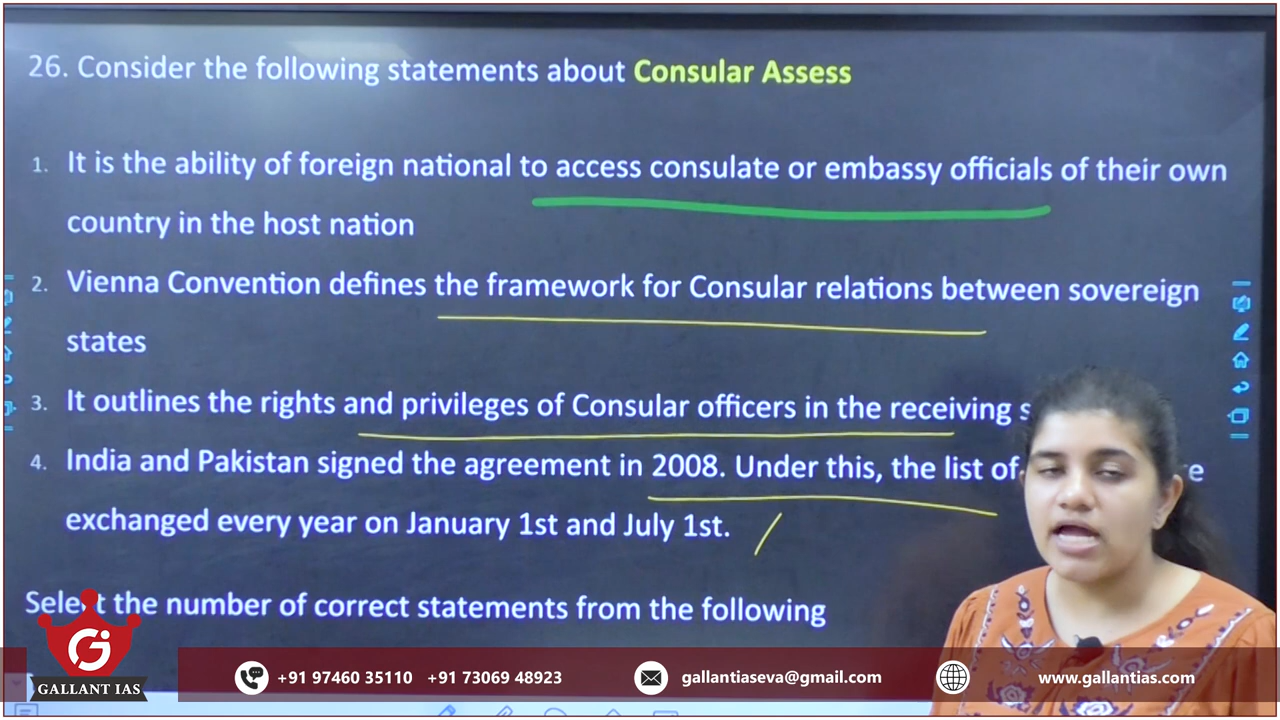 26. Consider the following statements about Consular Assess
1. It is the ability of foreign national to access consulate or embassy officials of their own
country in the host nation
2. Vienna Convention defines the framework for Consular relations between sovereign
states
3. It outlines the rights and privileges of Consular officers in the receiving
4. India and Pakistan signed the agreement in 2008. Under this, the list of
exchanged every year on January 1st and July 1st.
Select the number of correct statements from the following
GALLANT IAS
+91 97460 35110 +91 73069 48923
gallantiaseva@gmail.com
www.gallantias.com